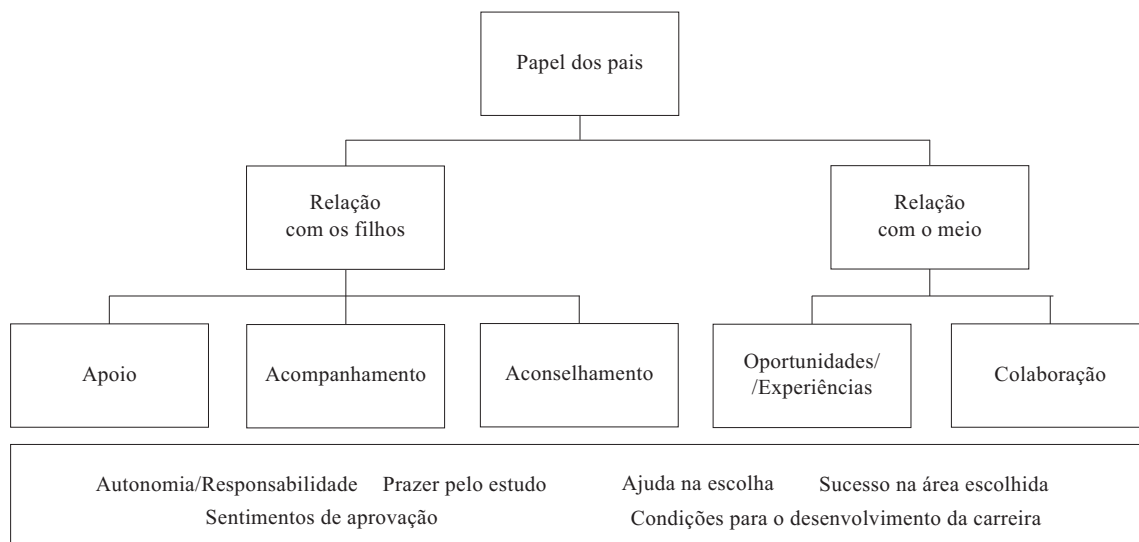 Papel dos pais
Relação
com os filhos
Relação
com o meio
Apoio
Acompanhamento
Aconselhamento
Oportunidades/
/Experiências
Colaboração
Autonomia/Responsabilidade Prazer pelo estudo Ajuda na escolha Sucesso na área escolhida
Sentimentos de aprovação Condições para o desenvolvimento da carreira